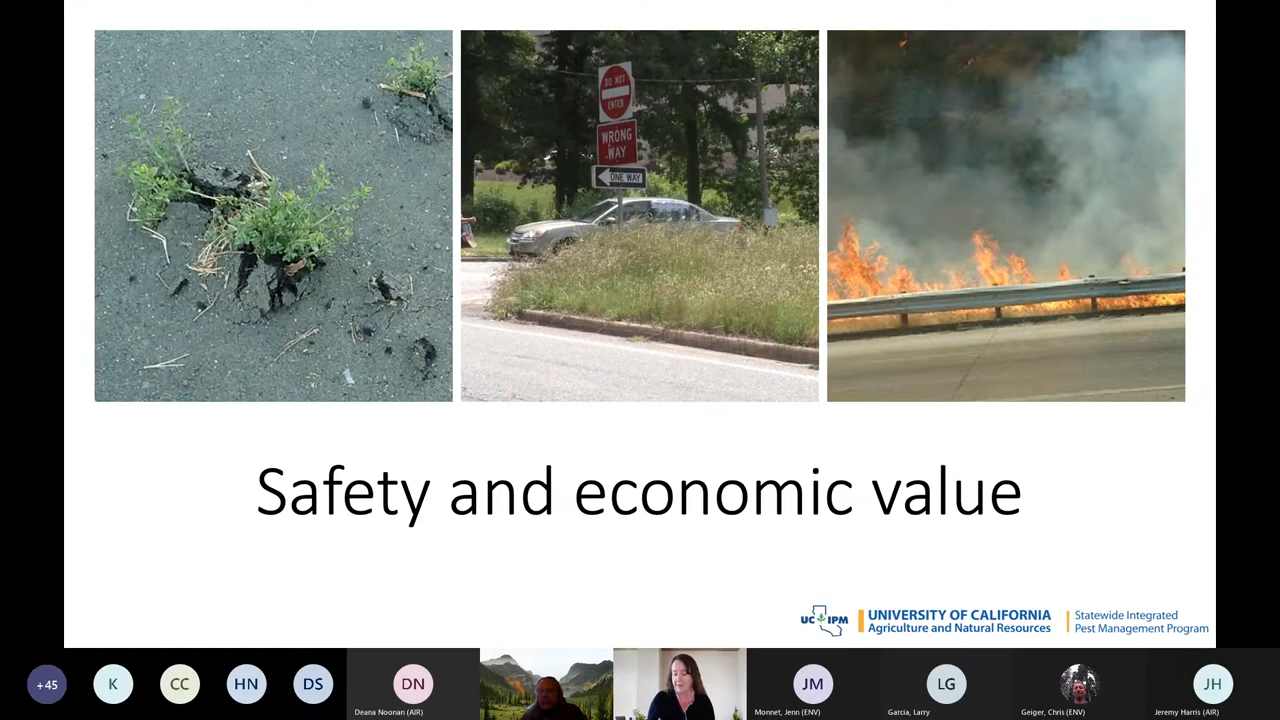 DO NOT
ENTER
WRONG
WAY
ONE WAY
Safety and economic value
UC IPM
UNIVERSITY OF CALIFORNIA
Agriculture and Natural Resources
Statewide Integrated
Pest Management Program
+45
K
CC
HN
DS
DN
Deana Noonan (AIR)
JM
Monnet, Jenn (ENV)
LG
Garcia, Larry
Geiger, Chris (ENV)
JH
Jeremy Harris (AIR)